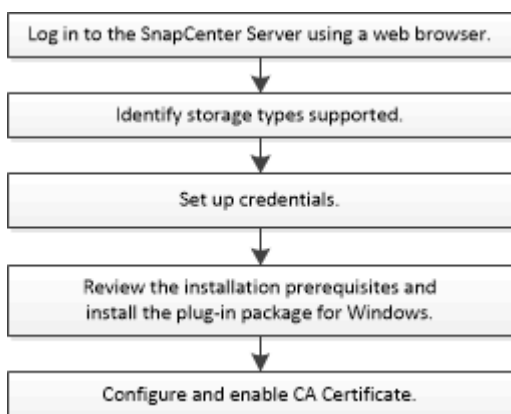 Log in to the SnapCenter Server using a web browser.
Identify storage types supported.
Set up credentials.
Review the installation prerequisites and
install the plug-in package for Windows.
Configure and enable CA Certificate.